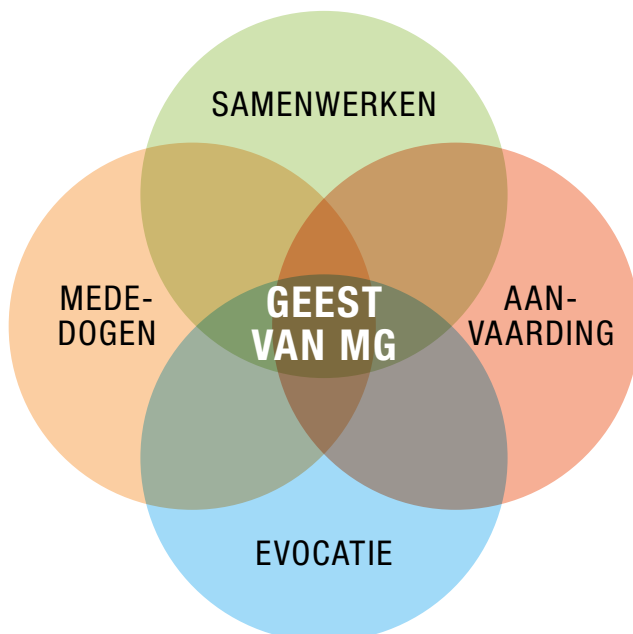 SAMENWERKEN
MEDE-
DOGEN
GEEST
VAN MG
AAN-
VAARDING
EVOCATIE